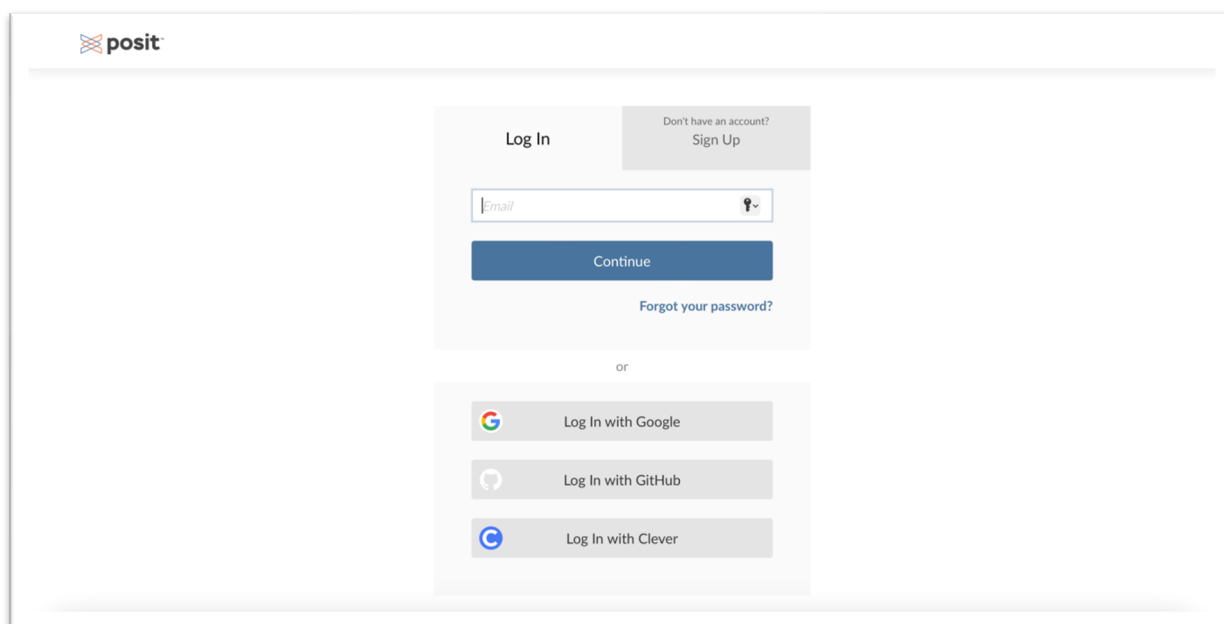 posit
Log In
Don't have an account?
Sign Up
Email
Continue
Forgot your password?
or
Log In with Google
Log In with GitHub
Log In with Clever